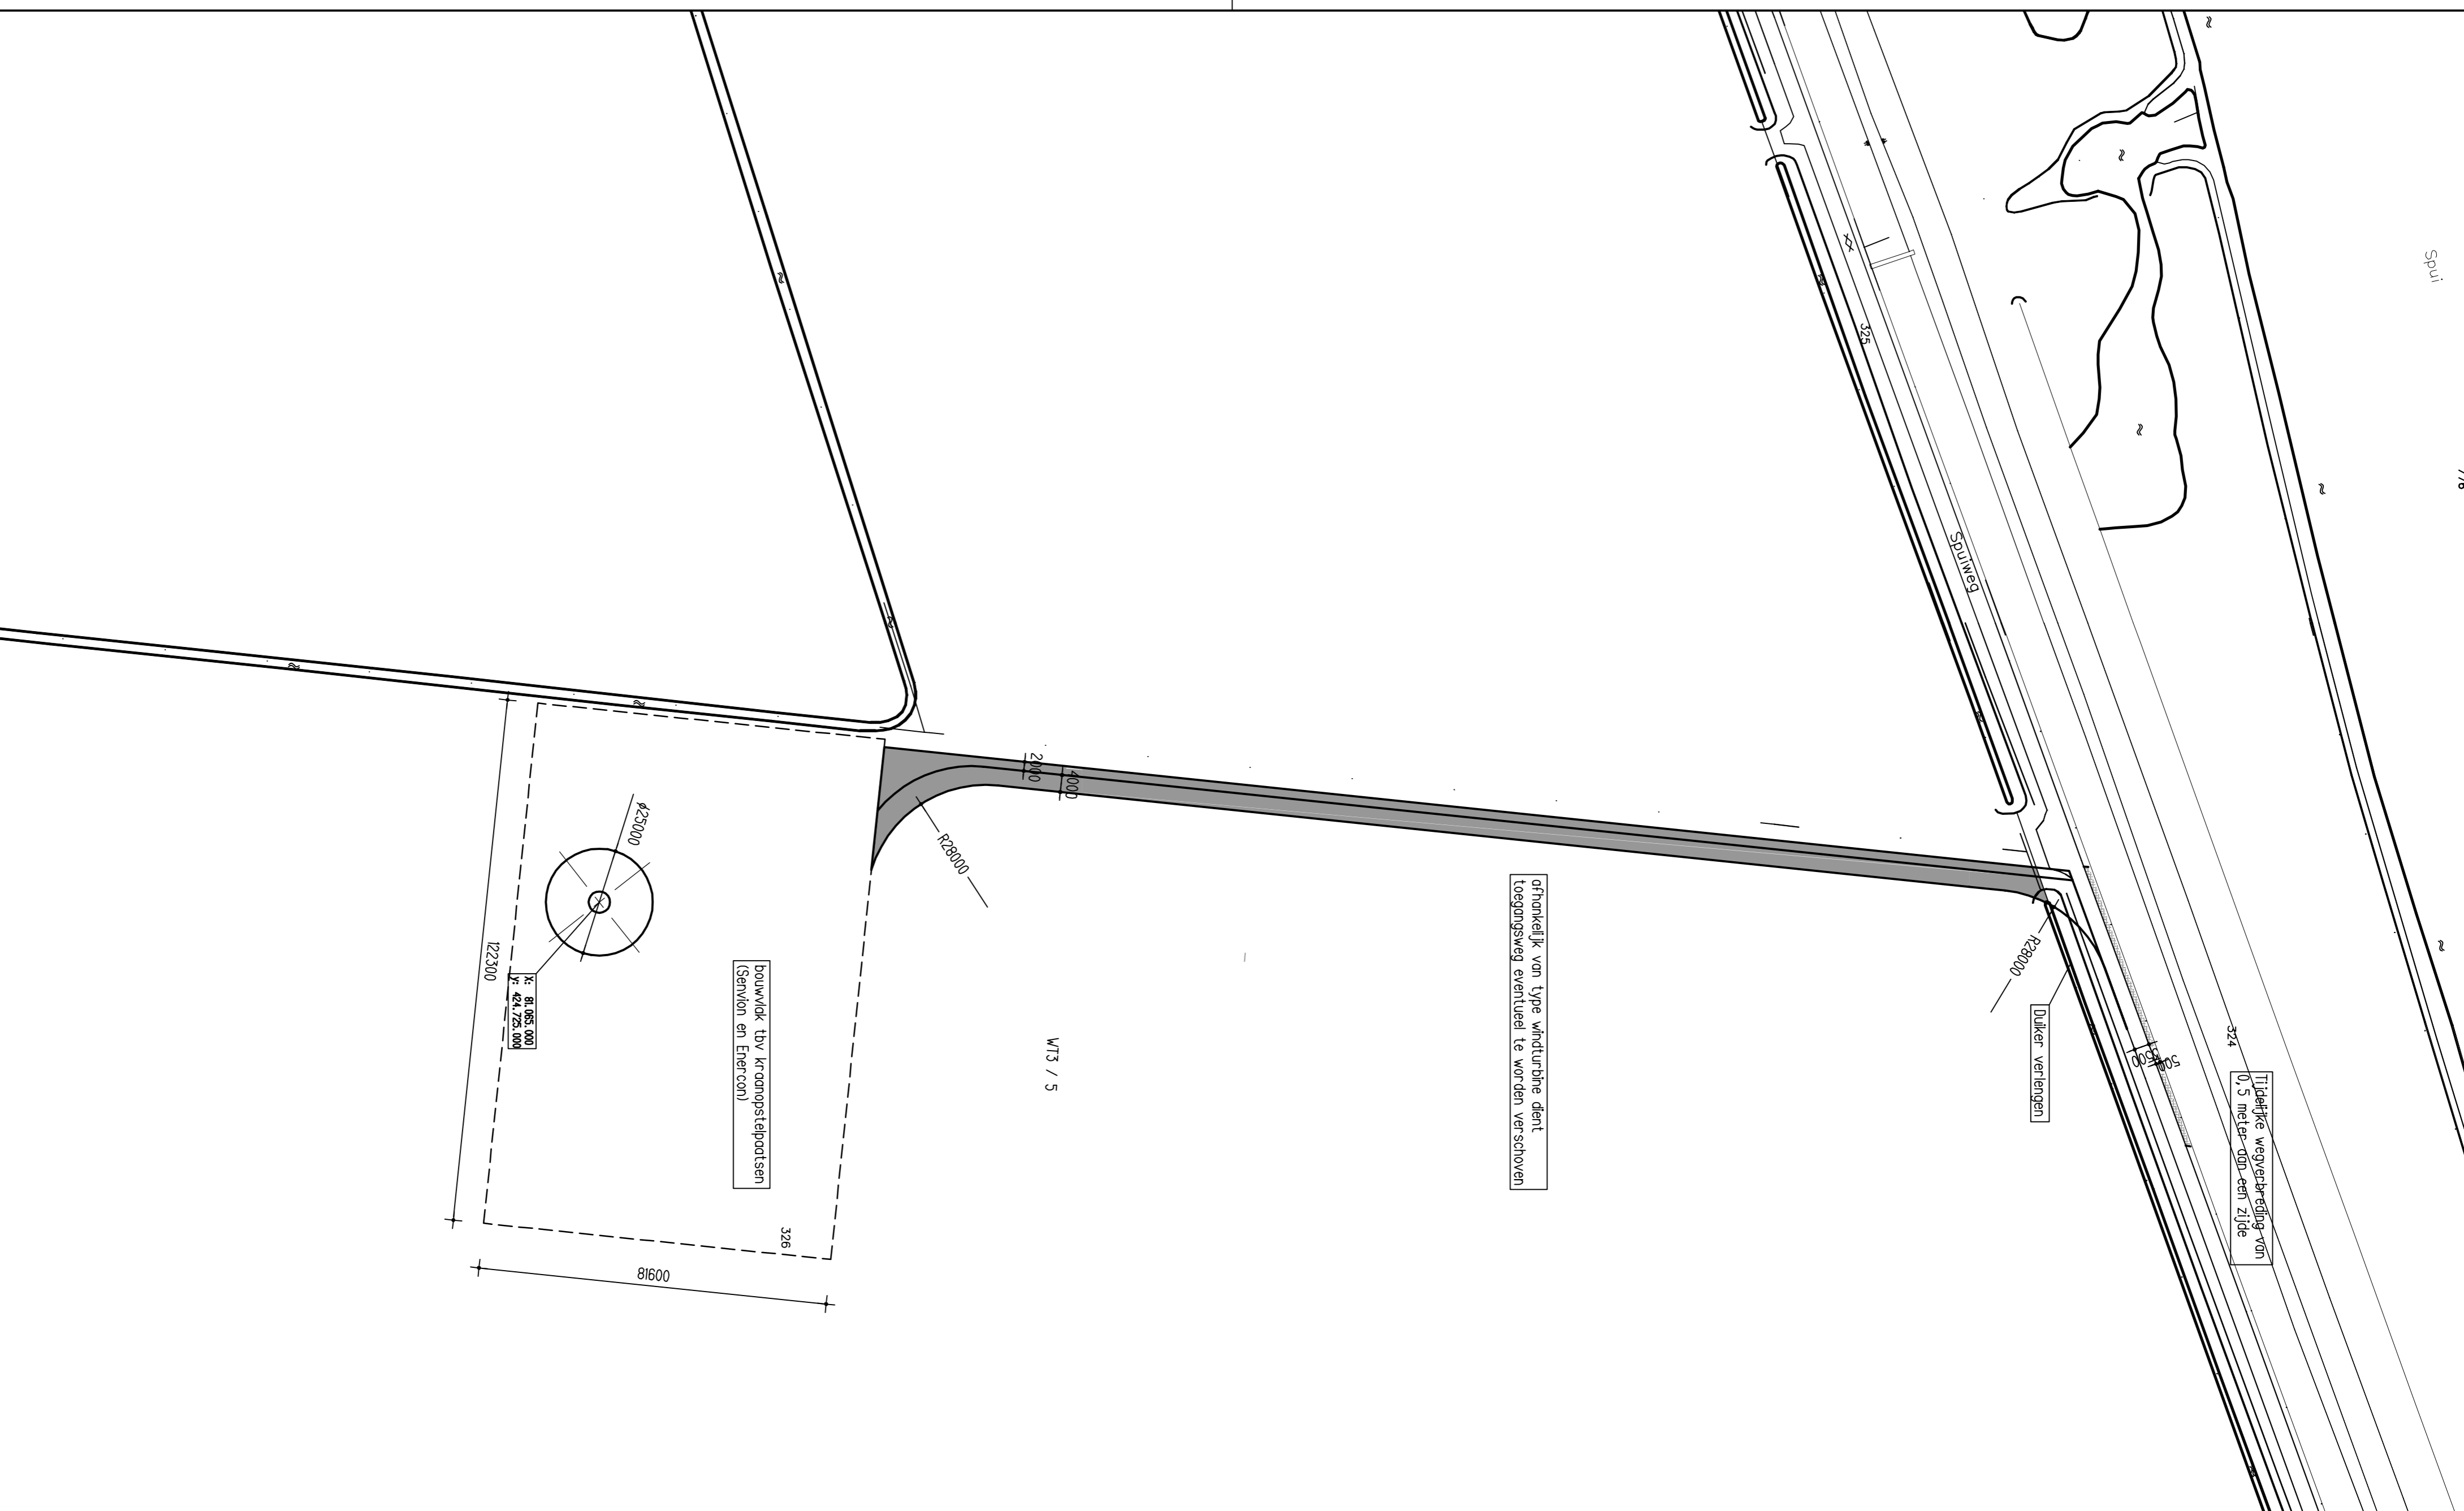 Spui
325
Spuiweg
2000
4000
R28000
⌀25000
122300
X: 81.065.000
y: 424.725.000
bouwvlak tbv kraanopstelpaatsen
(Senvion en Enercon)
326
81600
WT3 / 5
afhankelijk van type windturbine dient
toegangsweg eventueel te worden verschoven
R28000
Duiker verlengen
324
Tijdelijke wegverbreding van
0,5 meter aan een zijde